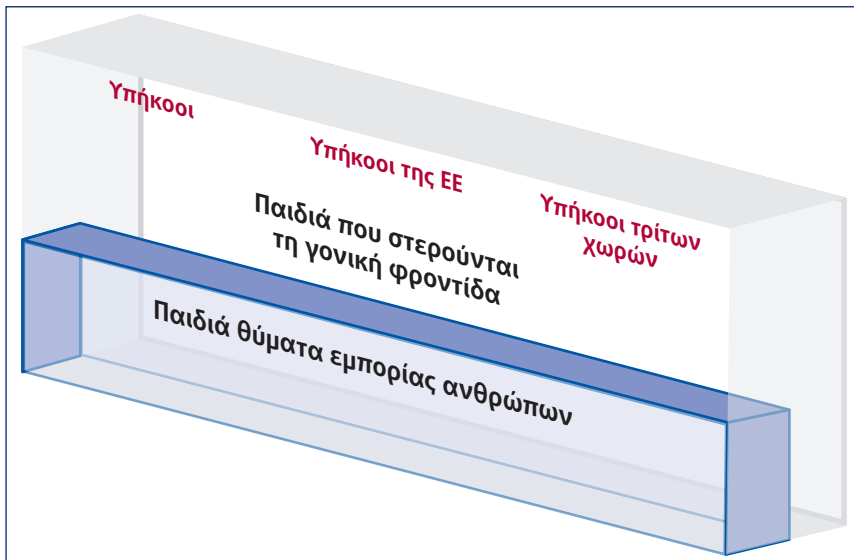 Υπήκοοι
Υπήκοοι της ΕΕ
Υπήκοοι τρίτων
χωρών
Παιδιά που στερούνται
τη γονική φροντίδα
Παιδιά θύματα εμπορίας ανθρώπων